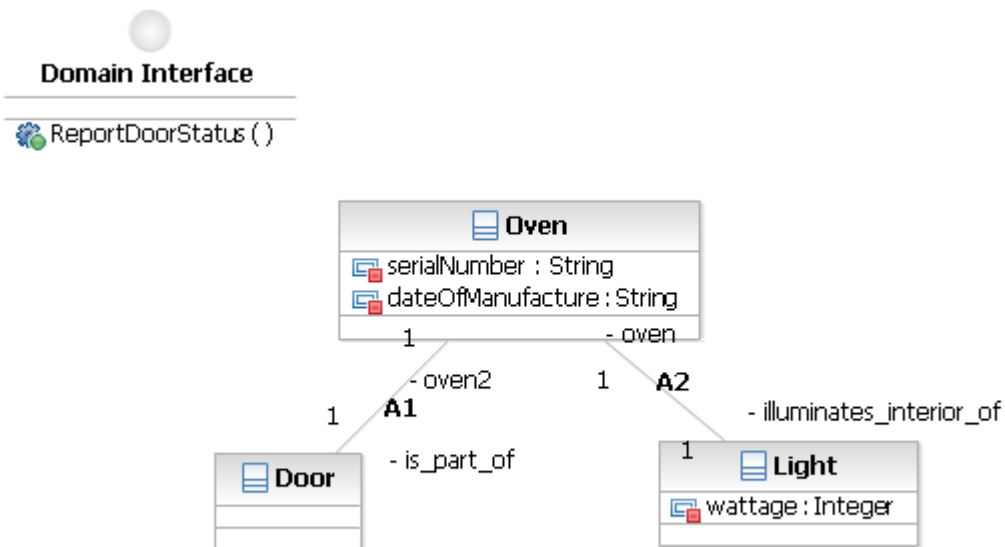 Domain Interface
ReportDoorStatus ( )
Oven
serialNumber : String
dateOfManufacture : String
1
- oven
- oven2
1
A2
1
A1
- illuminates_interior_of
- is_part_of
1
Door
Light
wattage : Integer